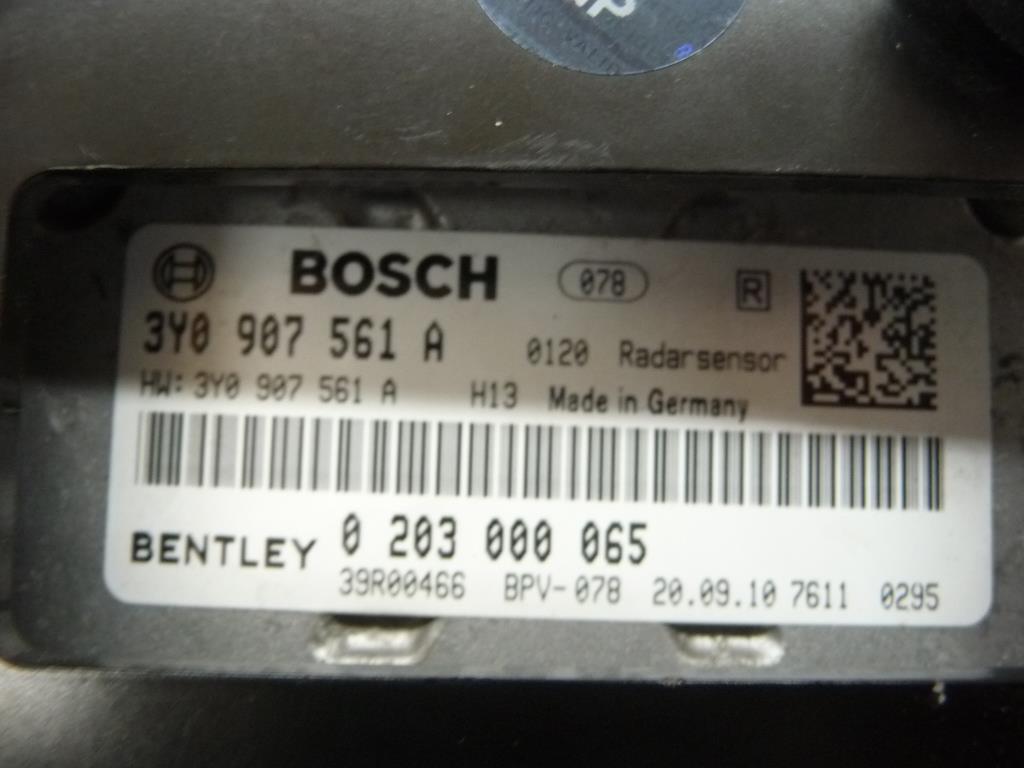 VALID
BOSCH 078 R
3Y0 907 561 A 0120 Radarsensor
HW: 3Y0 907 561 A H13 Made in Germany
BENTLEY 0 203 000 065
39R00466 BPV-078 20.09.10 7611 0295